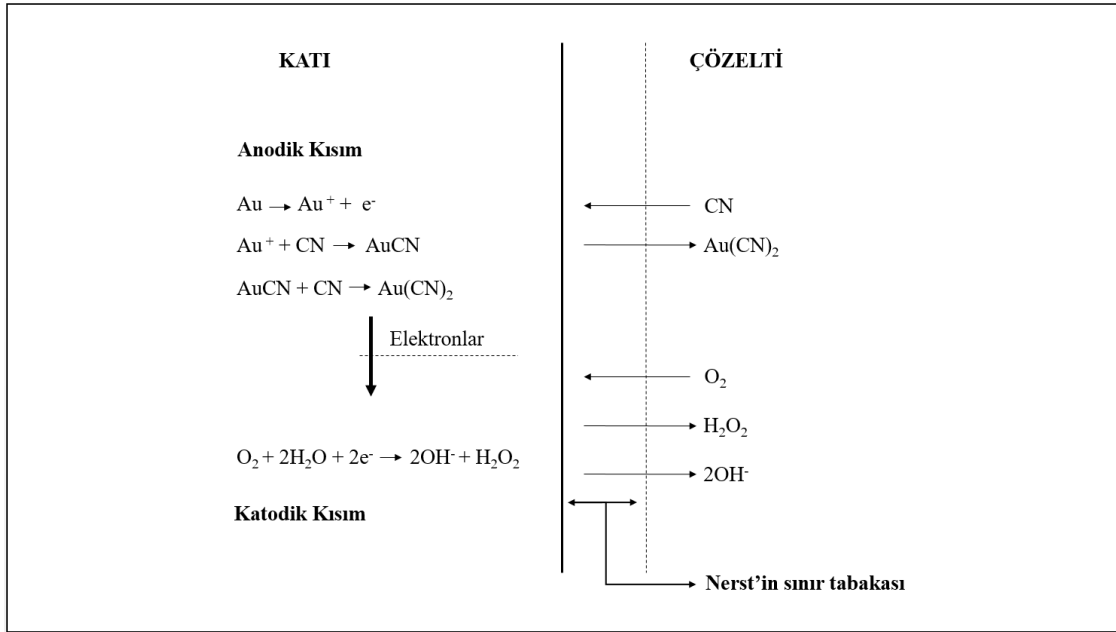 KATI
ÇÖZELTİ
Anodik Kısım
Au → Au⁺ + e⁻
CN
Au⁺ + CN → AuCN
Au(CN)₂
AuCN + CN → Au(CN)₂
Elektronlar
O₂
H₂O₂
O₂ + 2H₂O + 2e⁻ → 2OH⁻ + H₂O₂
2OH⁻
Katodik Kısım
Nerst’in sınır tabakası